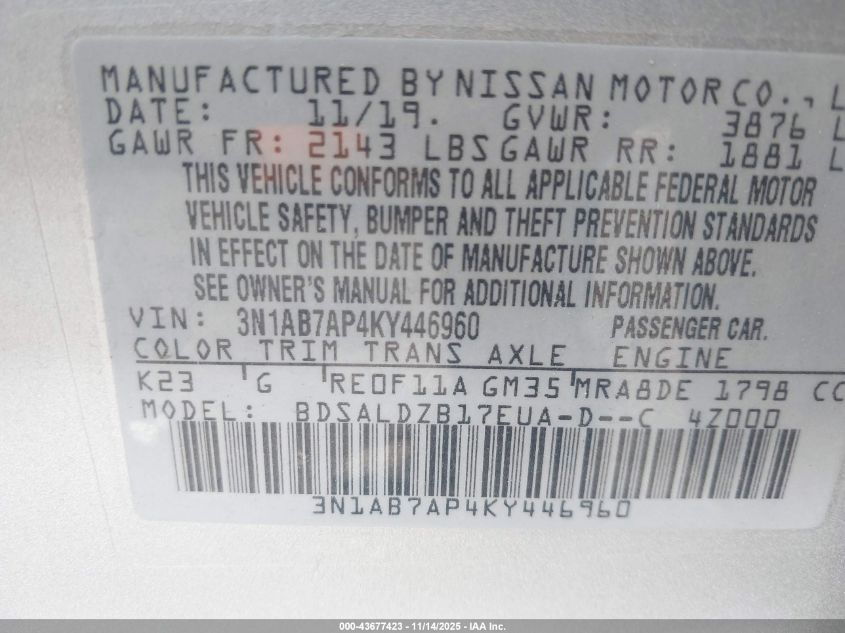 MANUFACTURED BY NISSAN MOTOR CO., L
DATE: 11/19. GVWR: 3876 L
GAWR FR: 2143 LBS GAWR RR: 1881 L
THIS VEHICLE CONFORMS TO ALL APPLICABLE FEDERAL MOTOR
VEHICLE SAFETY, BUMPER AND THEFT PREVENTION STANDARDS
IN EFFECT ON THE DATE OF MANUFACTURE SHOWN ABOVE.
SEE OWNER'S MANUAL FOR ADDITIONAL INFORMATION.
VIN: 3N1AB7AP4KY446960 PASSENGER CAR.
COLOR TRIM TRANS AXLE ENGINE
K23 G RE0F11A GM35 MRA8DE 1798 CC
MODEL: BDSALDZB17EUA-D--C 4Z000
3N1AB7AP4KY446960
000-43677423 - 11/14/2025 - IAA Inc.